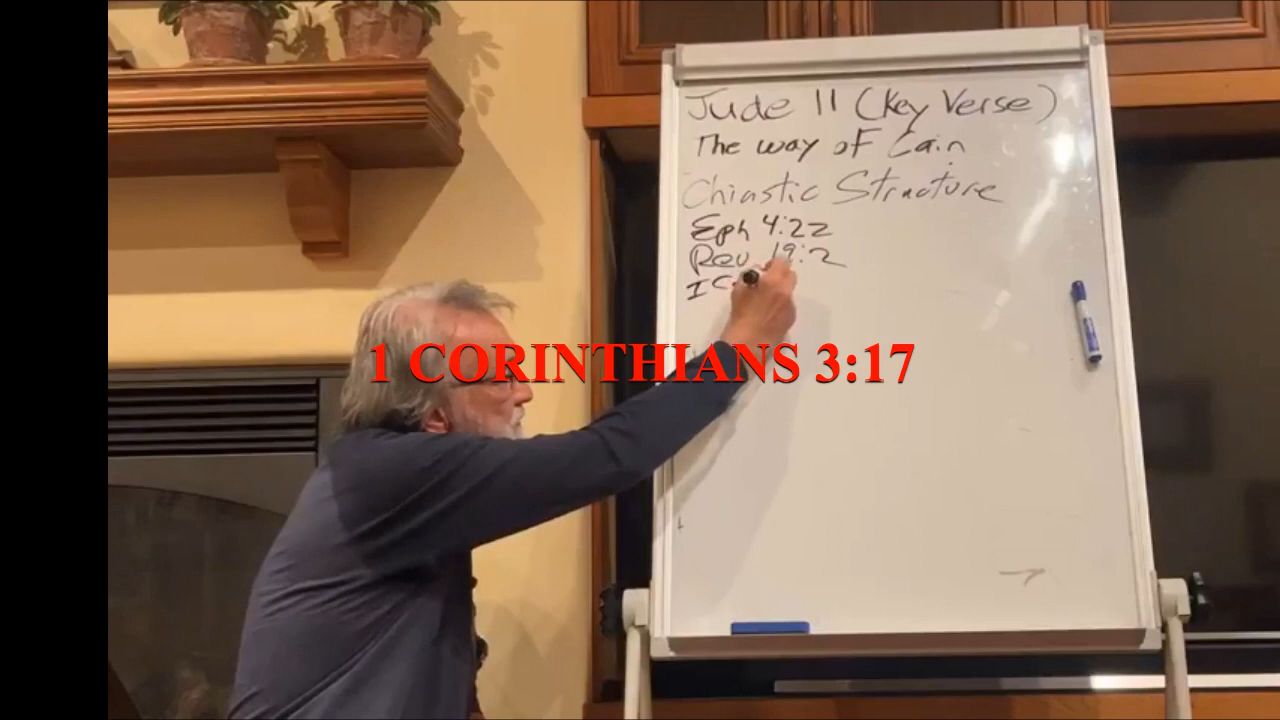 Jude 11 (Key Verse)
The way of Cain
Chiastic Structure
Eph 4:22
Rev 19:2
I C
1 CORINTHIANS 3:17